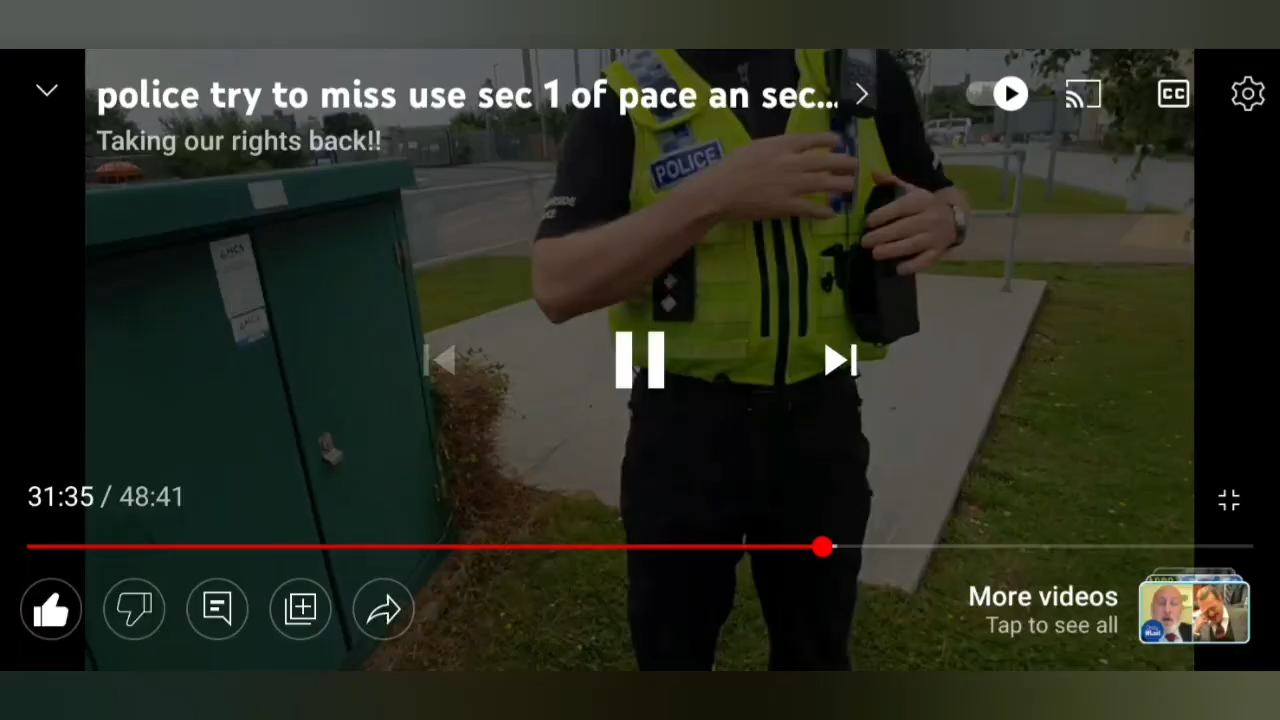 police try to miss use sec 1 of pace an sec...
Taking our rights back!!
CC
POLICE
31:35 / 48:41
More videos
Tap to see all